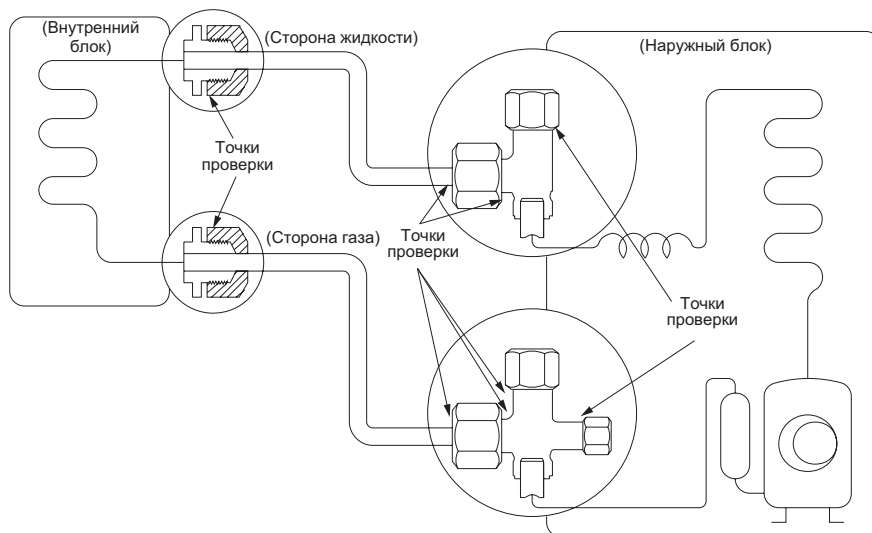 (Внутренний
блок)
(Сторона жидкости)
(Наружный блок)
Точки
проверки
(Сторона газа)
Точки
проверки
Точки
проверки